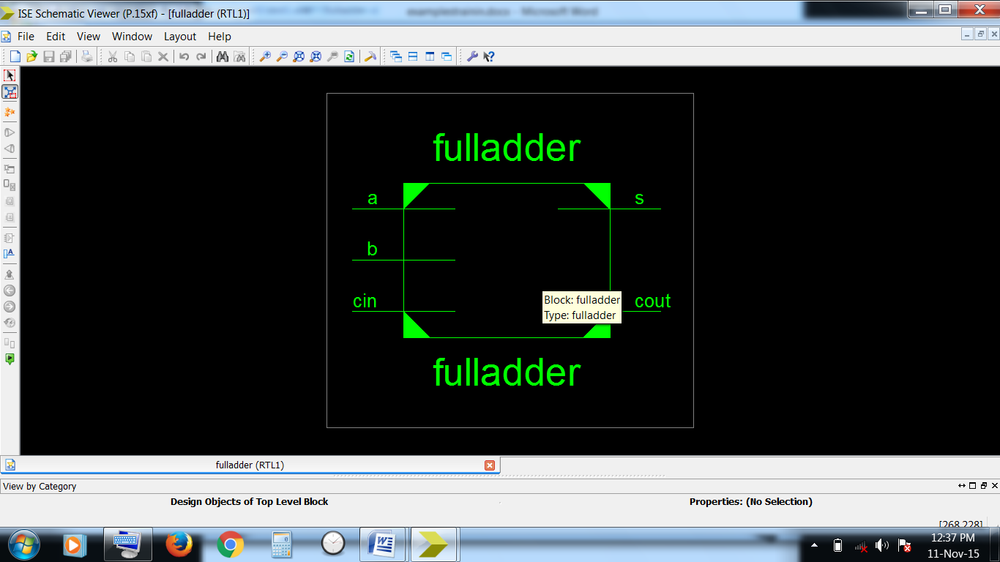 ISE Schematic Viewer (P.15xf) - [fulladder (RTL1)]
File Edit View Window Layout Help
fulladder
a
s
b
cin
Block: fulladder
Type: fulladder
cout
fulladder
fulladder (RTL1)
View by Category
Design Objects of Top Level Block
Properties: (No Selection)
[268,228]
12:37 PM
11-Nov-15